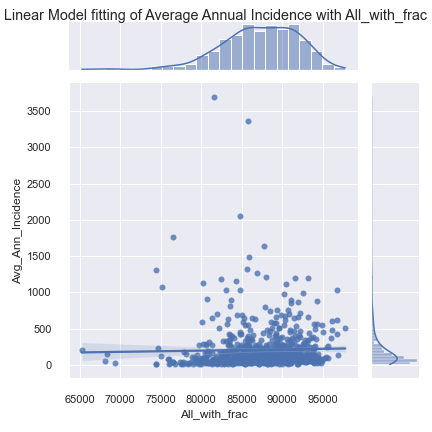 Linear Model fitting of Average Annual Incidence with All_with_frac
3500
3000
2500
2000
1500
1000
500
0
Avg_Ann_Incidence
65000 70000 75000 80000 85000 90000 95000
All_with_frac